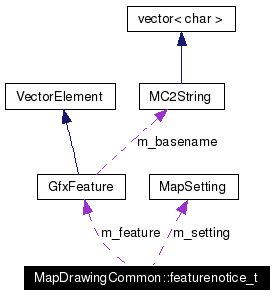 vector< char >
VectorElement
MC2String
m_basename
GfxFeature
MapSetting
m_feature
m_setting
MapDrawingCommon::featurenotice_t